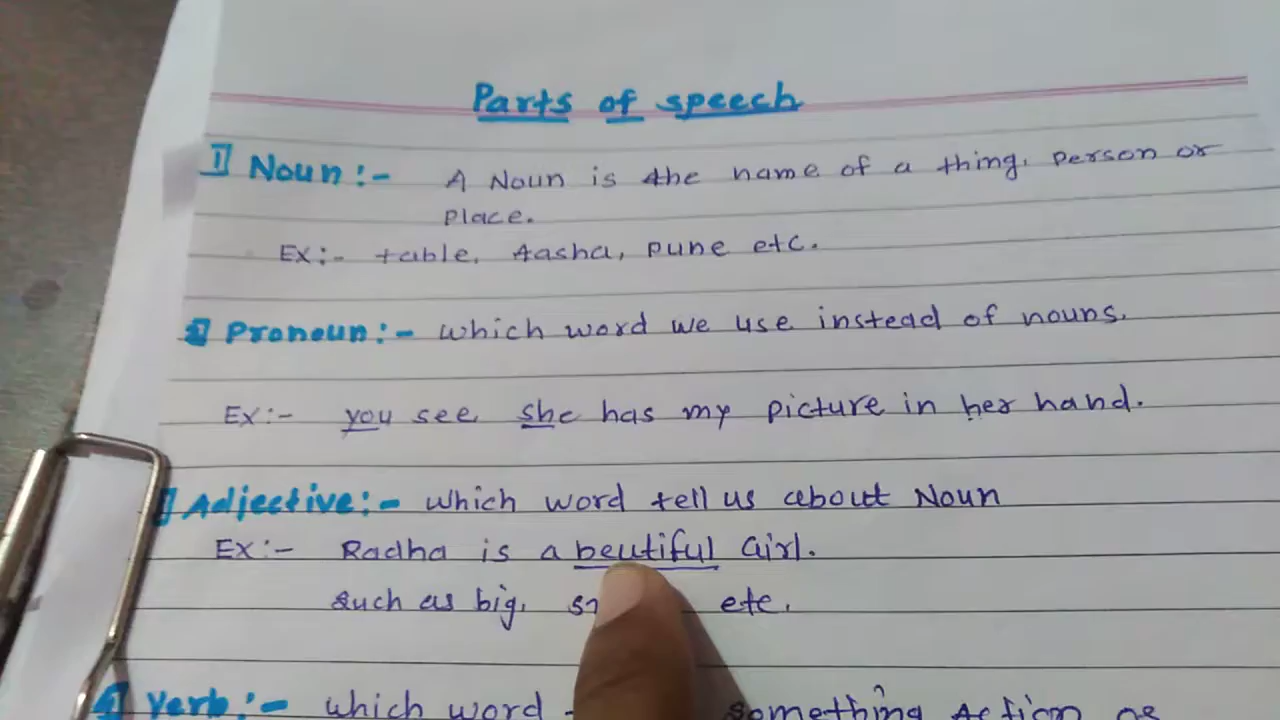 Parts of speech
1] Noun:- A Noun is the name of a thing, person or
place.
Ex:- table, Aasha, pune etc.
2] Pronoun:- which word we use instead of nouns.
Ex:- you see she has my picture in her hand.
Adjective:- which word tell us about Noun
Ex:- Radha is a beutiful Girl.
such as big, etc.
4] Verb:- which word something Action or